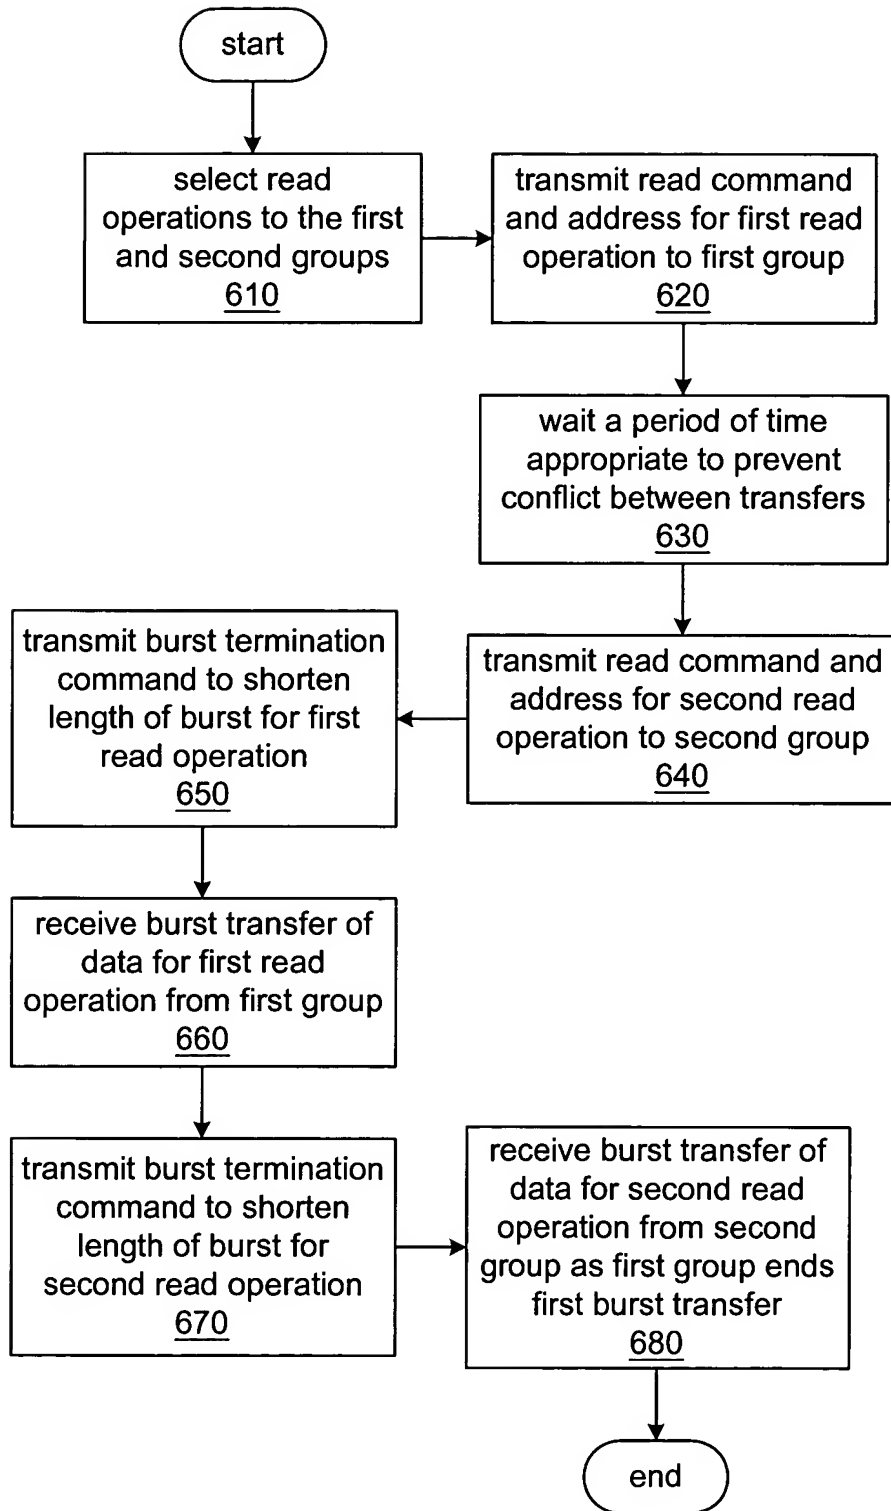 start
select read
operations to the first
and second groups
610
transmit read command
and address for first read
operation to first group
620
wait a period of time
appropriate to prevent
conflict between transfers
630
transmit read command and
address for second read
operation to second group
640
transmit burst termination
command to shorten
length of burst for first
read operation
650
receive burst transfer of
data for first read
operation from first group
660
transmit burst termination
command to shorten
length of burst for
second read operation
670
receive burst transfer of
data for second read
operation from second
group as first group ends
first burst transfer
680
end